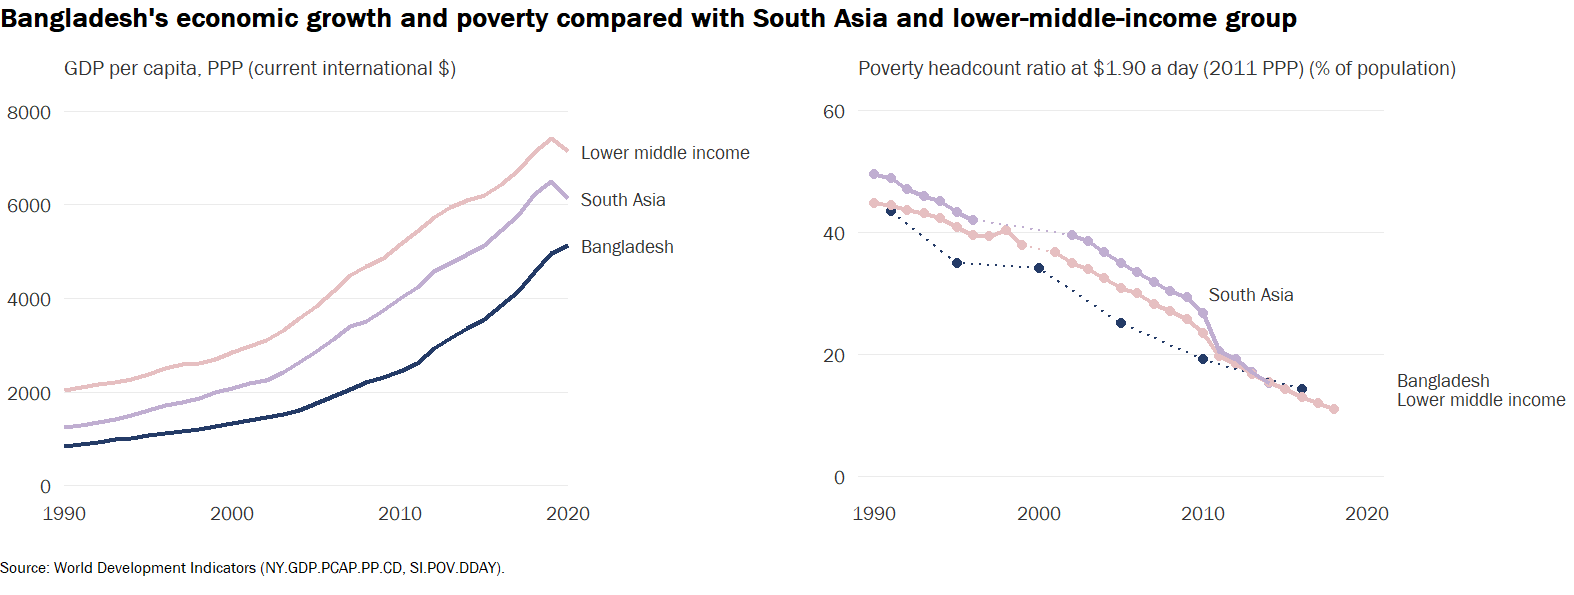 Bangladesh's economic growth and poverty compared with South Asia and lower-middle-income group
GDP per capita, PPP (current international $)
8000
6000
4000
2000
0
1990
2000
2010
2020
Lower middle income
South Asia
Bangladesh
Poverty headcount ratio at $1.90 a day (2011 PPP) (% of population)
60
40
20
0
1990
2000
2010
2020
South Asia
Bangladesh
Lower middle income
Source: World Development Indicators (NY.GDP.PCAP.PP.CD, SI.POV.DDAY).